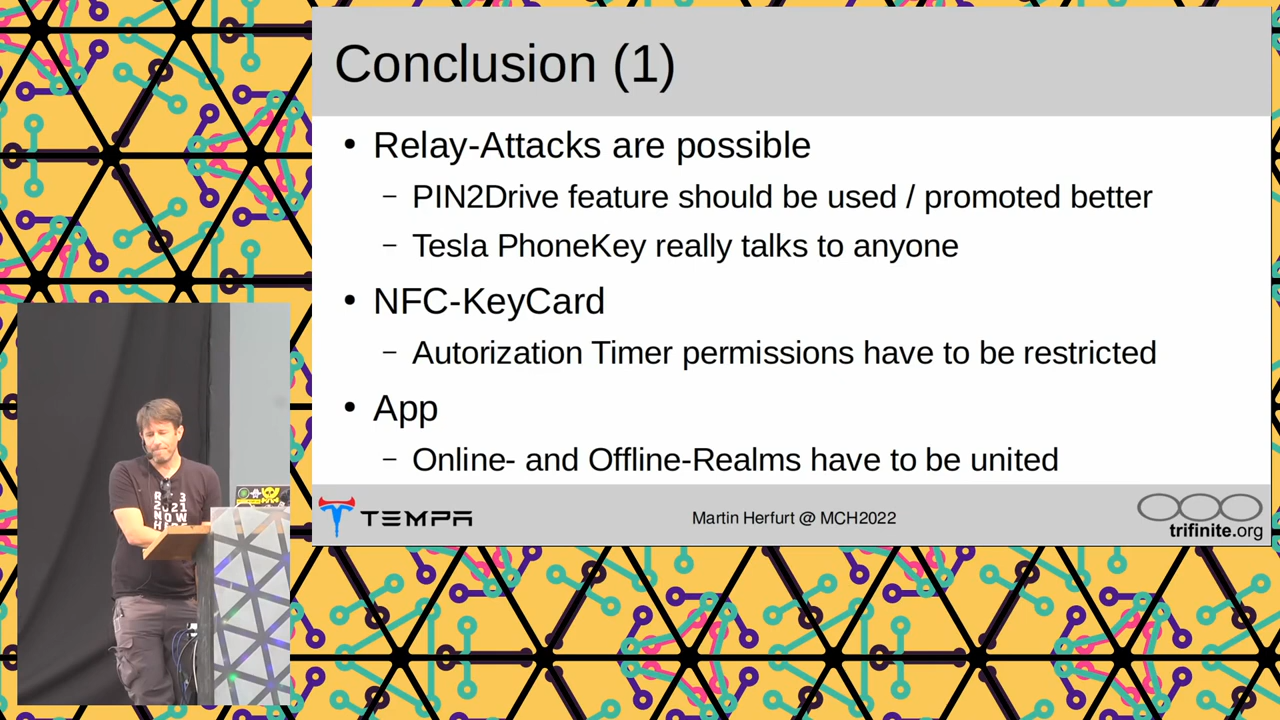 Conclusion (1)
• Relay-Attacks are possible
– PIN2Drive feature should be used / promoted better
– Tesla PhoneKey really talks to anyone
• NFC-KeyCard
– Autorization Timer permissions have to be restricted
• App
– Online- and Offline-Realms have to be united
TEMPA
Martin Herfurt @ MCH2022
trifinite.org